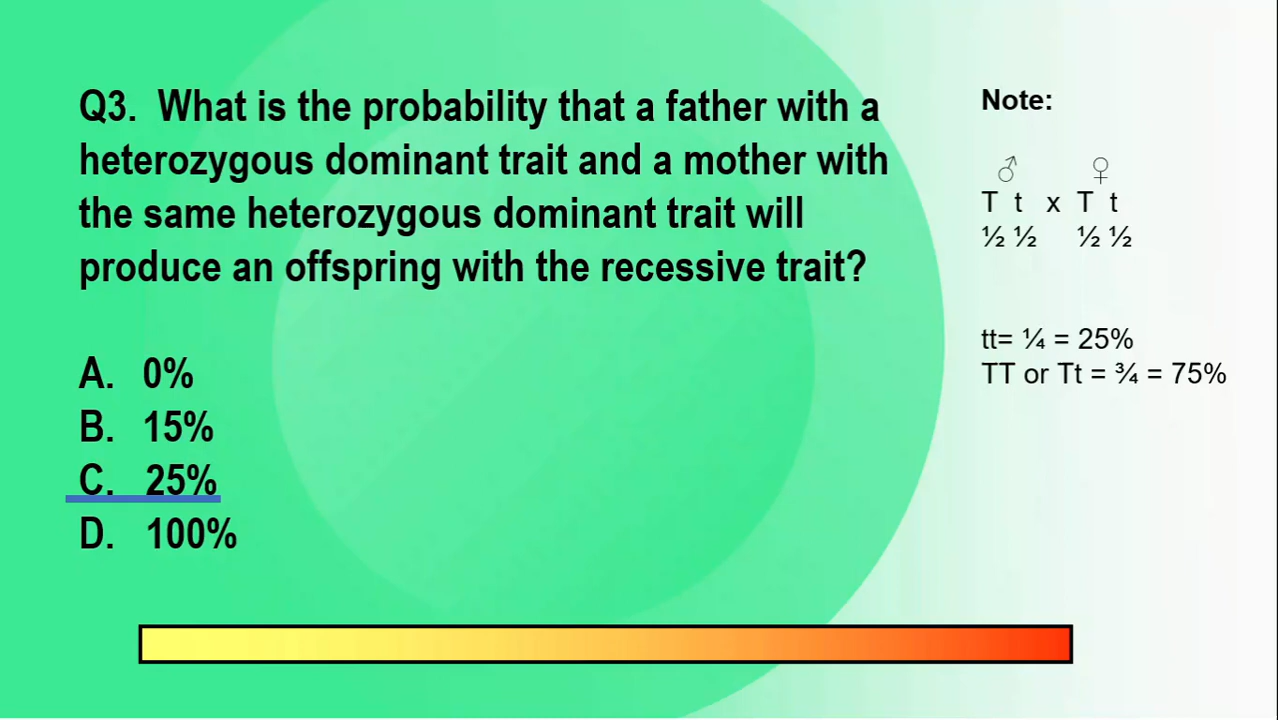 Q3. What is the probability that a father with a
heterozygous dominant trait and a mother with
the same heterozygous dominant trait will
produce an offspring with the recessive trait?
A. 0%
B. 15%
C. 25%
D. 100%
Note:
♂ ♀
T t x T t
½ ½ ½ ½
tt= ¼ = 25%
TT or Tt = ¾ = 75%